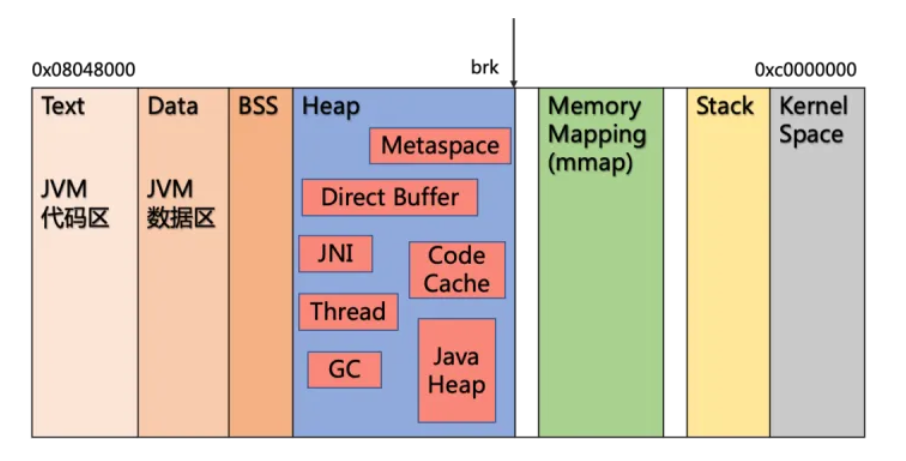 0x08048000
brk
0xc0000000
Text
Data
BSS
Heap
Memory
Mapping
(mmap)
Stack
Kernel
Space
JVM
代码区
JVM
数据区
Metaspace
Direct Buffer
JNI
Code
Cache
Thread
GC
Java
Heap